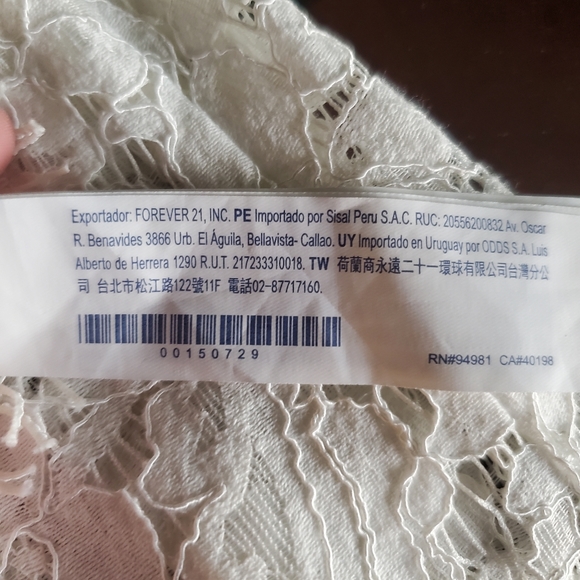 Exportador: FOREVER 21, INC. PE Importado por Sisal Peru S.A.C. RUC: 20556200832 Av. Oscar
R. Benavides 3866 Urb. El Águila, Bellavista- Callao. UY Importado en Uruguay por ODDS S.A. Luis
Alberto de Herrera 1290 R.U.T. 217233310018. TW 荷蘭商永遠二十一環球有限公司台灣分公
司 台北市松江路122號11F 電話02-87717160.
00150729
RN#94981 CA#40198